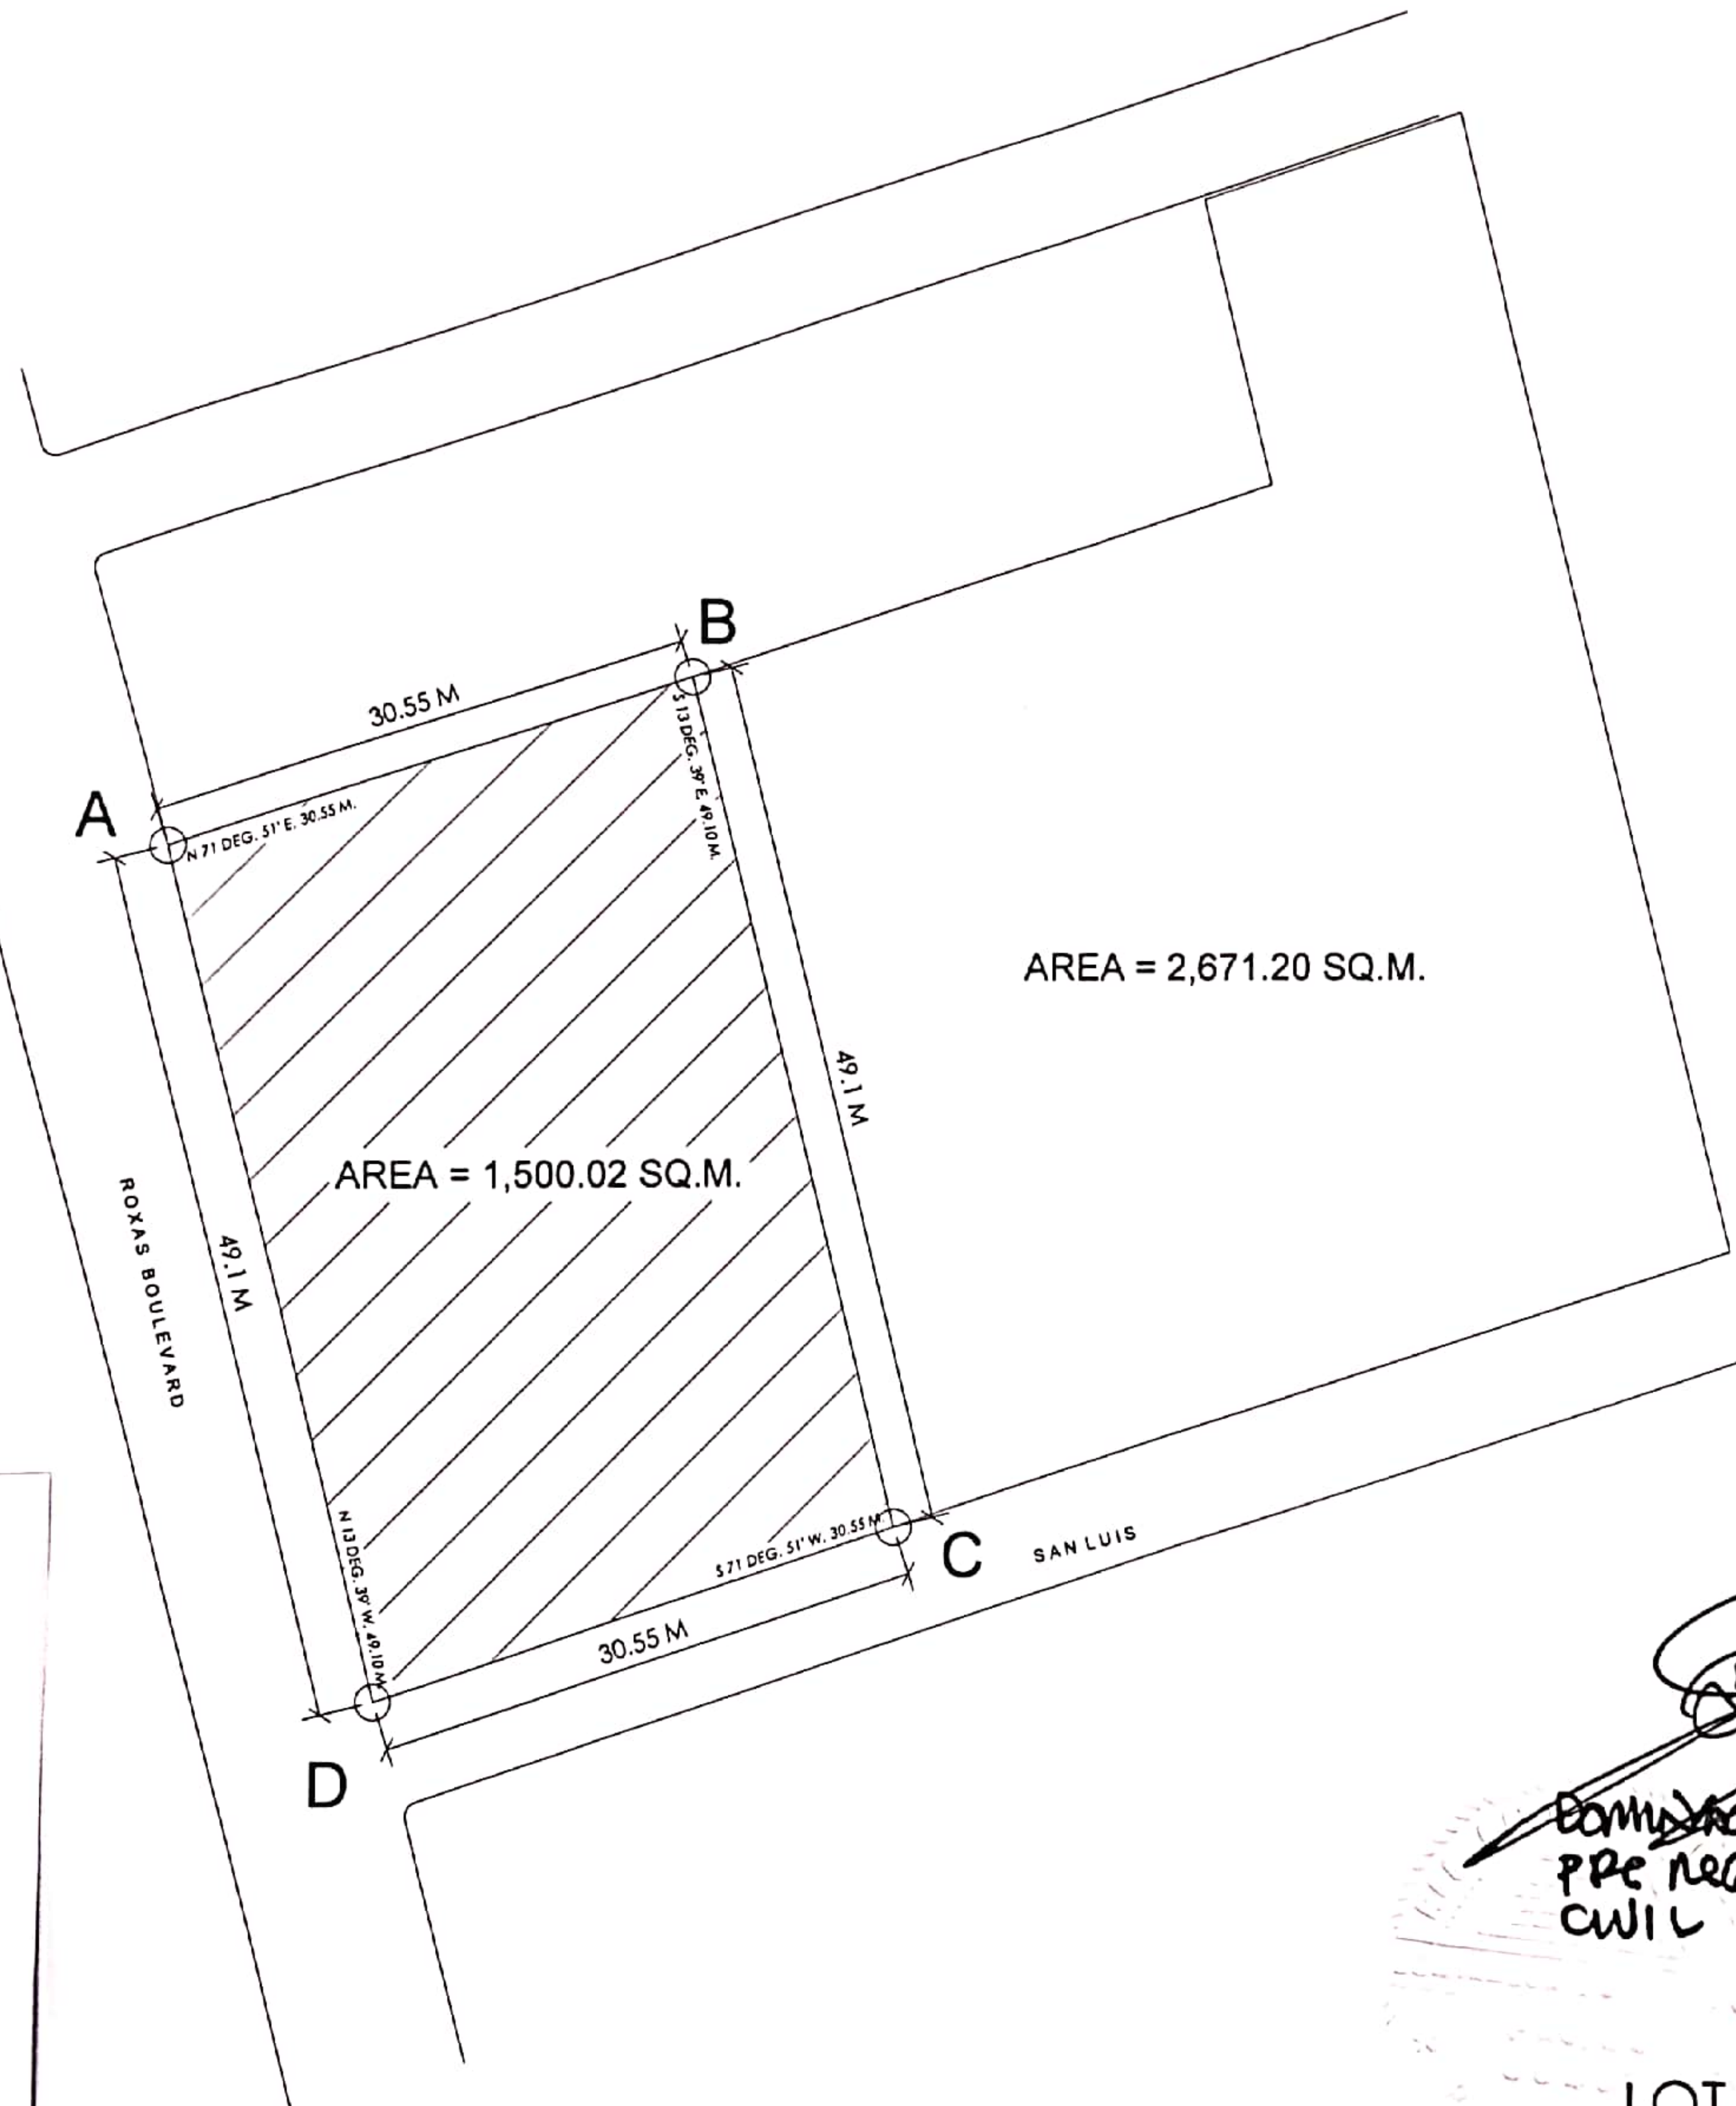 B
30.55 M
A
N 71 DEG. 51' E. 30.55 M.
S 13 DEG. 39' E. 49.10 M.
AREA = 2,671.20 SQ.M.
49.1 M
AREA = 1,500.02 SQ.M.
ROXAS BOULEVARD
49.1 M
N 13 DEG. 39' W. 49.10 M.
S 71 DEG. 51' W. 30.55 M.
C
SAN LUIS
30.55 M
D
PRE
CIVIL
LOT